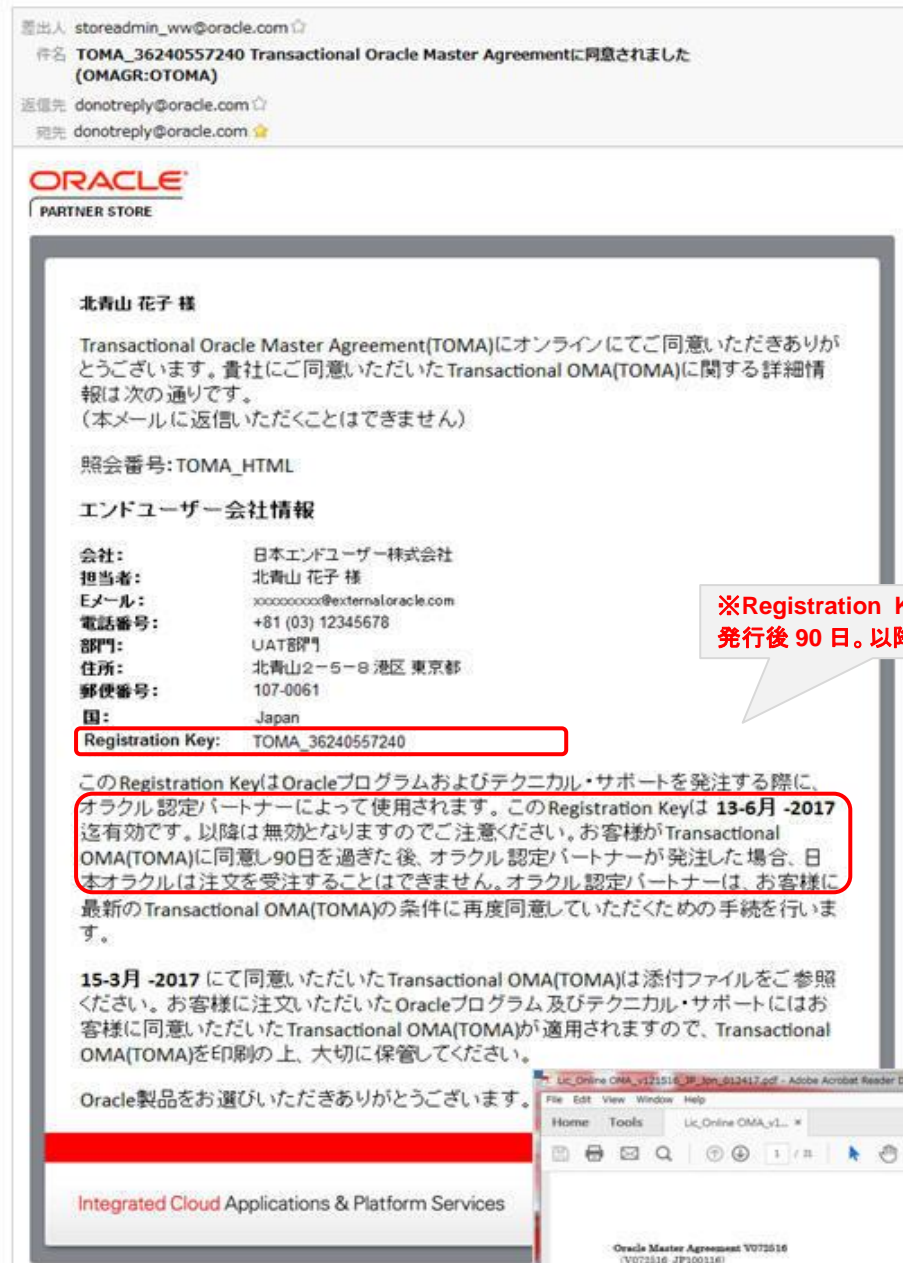 差出人 storeadmin_ww@oracle.com
件名 TOMA_36240557240 Transactional Oracle Master Agreementに同意されました
(OMAGR:OTOMA)
返信先 donotreply@oracle.com
宛先 donotreply@oracle.com
ORACLE
PARTNER STORE
北青山 花子 様
Transactional Oracle Master Agreement(TOMA)にオンラインにてご同意いただきありが
とうございます。貴社にご同意いただいたTransactional OMA(TOMA)に関する詳細情
報は次の通りです。
(本メールに返信いただくことはできません)
照会番号:TOMA_HTML
エンドユーザー会社情報
会社: 日本エンドユーザー株式会社
担当者: 北青山 花子 様
Eメール: xxxxxxxxx@external.oracle.com
電話番号: +81 (03) 12345678
部門: UAT部門
住所: 北青山2-5-8 港区 東京都
郵便番号: 107-0061
国: Japan
Registration Key: TOMA_36240557240
※Registration K
発行後 90 日。以降
このRegistration KeyはOracleプログラムおよびテクニカル・サポートを発注する際に、
オラクル認定パートナーによって使用されます。このRegistration Keyは 13-6月 -2017
迄有効です。以降は無効となりますのでご注意ください。お客様がTransactional
OMA(TOMA)に同意し90日を過ぎた後、オラクル認定パートナーが発注した場合、日
本オラクルは注文を受注することはできません。オラクル認定パートナーは、お客様に
最新のTransactional OMA(TOMA)の条件に再度同意していただくための手続を行いま
す。
15-3月 -2017 にて同意いただいたTransactional OMA(TOMA)は添付ファイルをご参照
ください。お客様に注文いただいたOracleプログラム及びテクニカル・サポートにはお
客様に同意いただいたTransactional OMA(TOMA)が適用されますので、Transactional
OMA(TOMA)を印刷の上、大切に保管してください。
Oracle製品をお選びいただきありがとうございます。
Integrated Cloud Applications & Platform Services
Lic_Online OMA_v121516_JP_Jpn_012417.pdf - Adobe Acrobat Reader D
File Edit View Window Help
Home Tools Lic_Online OMA_v1... ×
1 /
Oracle Master Agreement V072516
(V072516_JP100116)